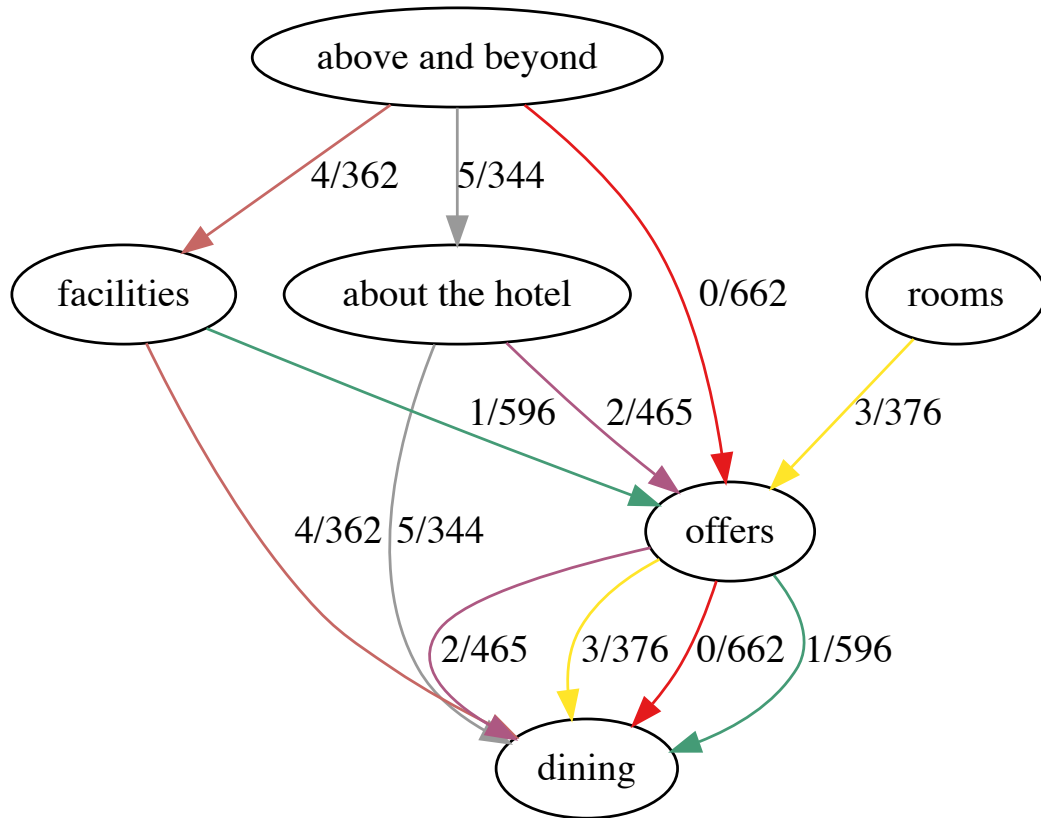 above and beyond
4/362
5/344
facilities
about the hotel
0/662
rooms
1/596
2/465
3/376
4/362
5/344
offers
2/465
3/376
0/662
1/596
dining